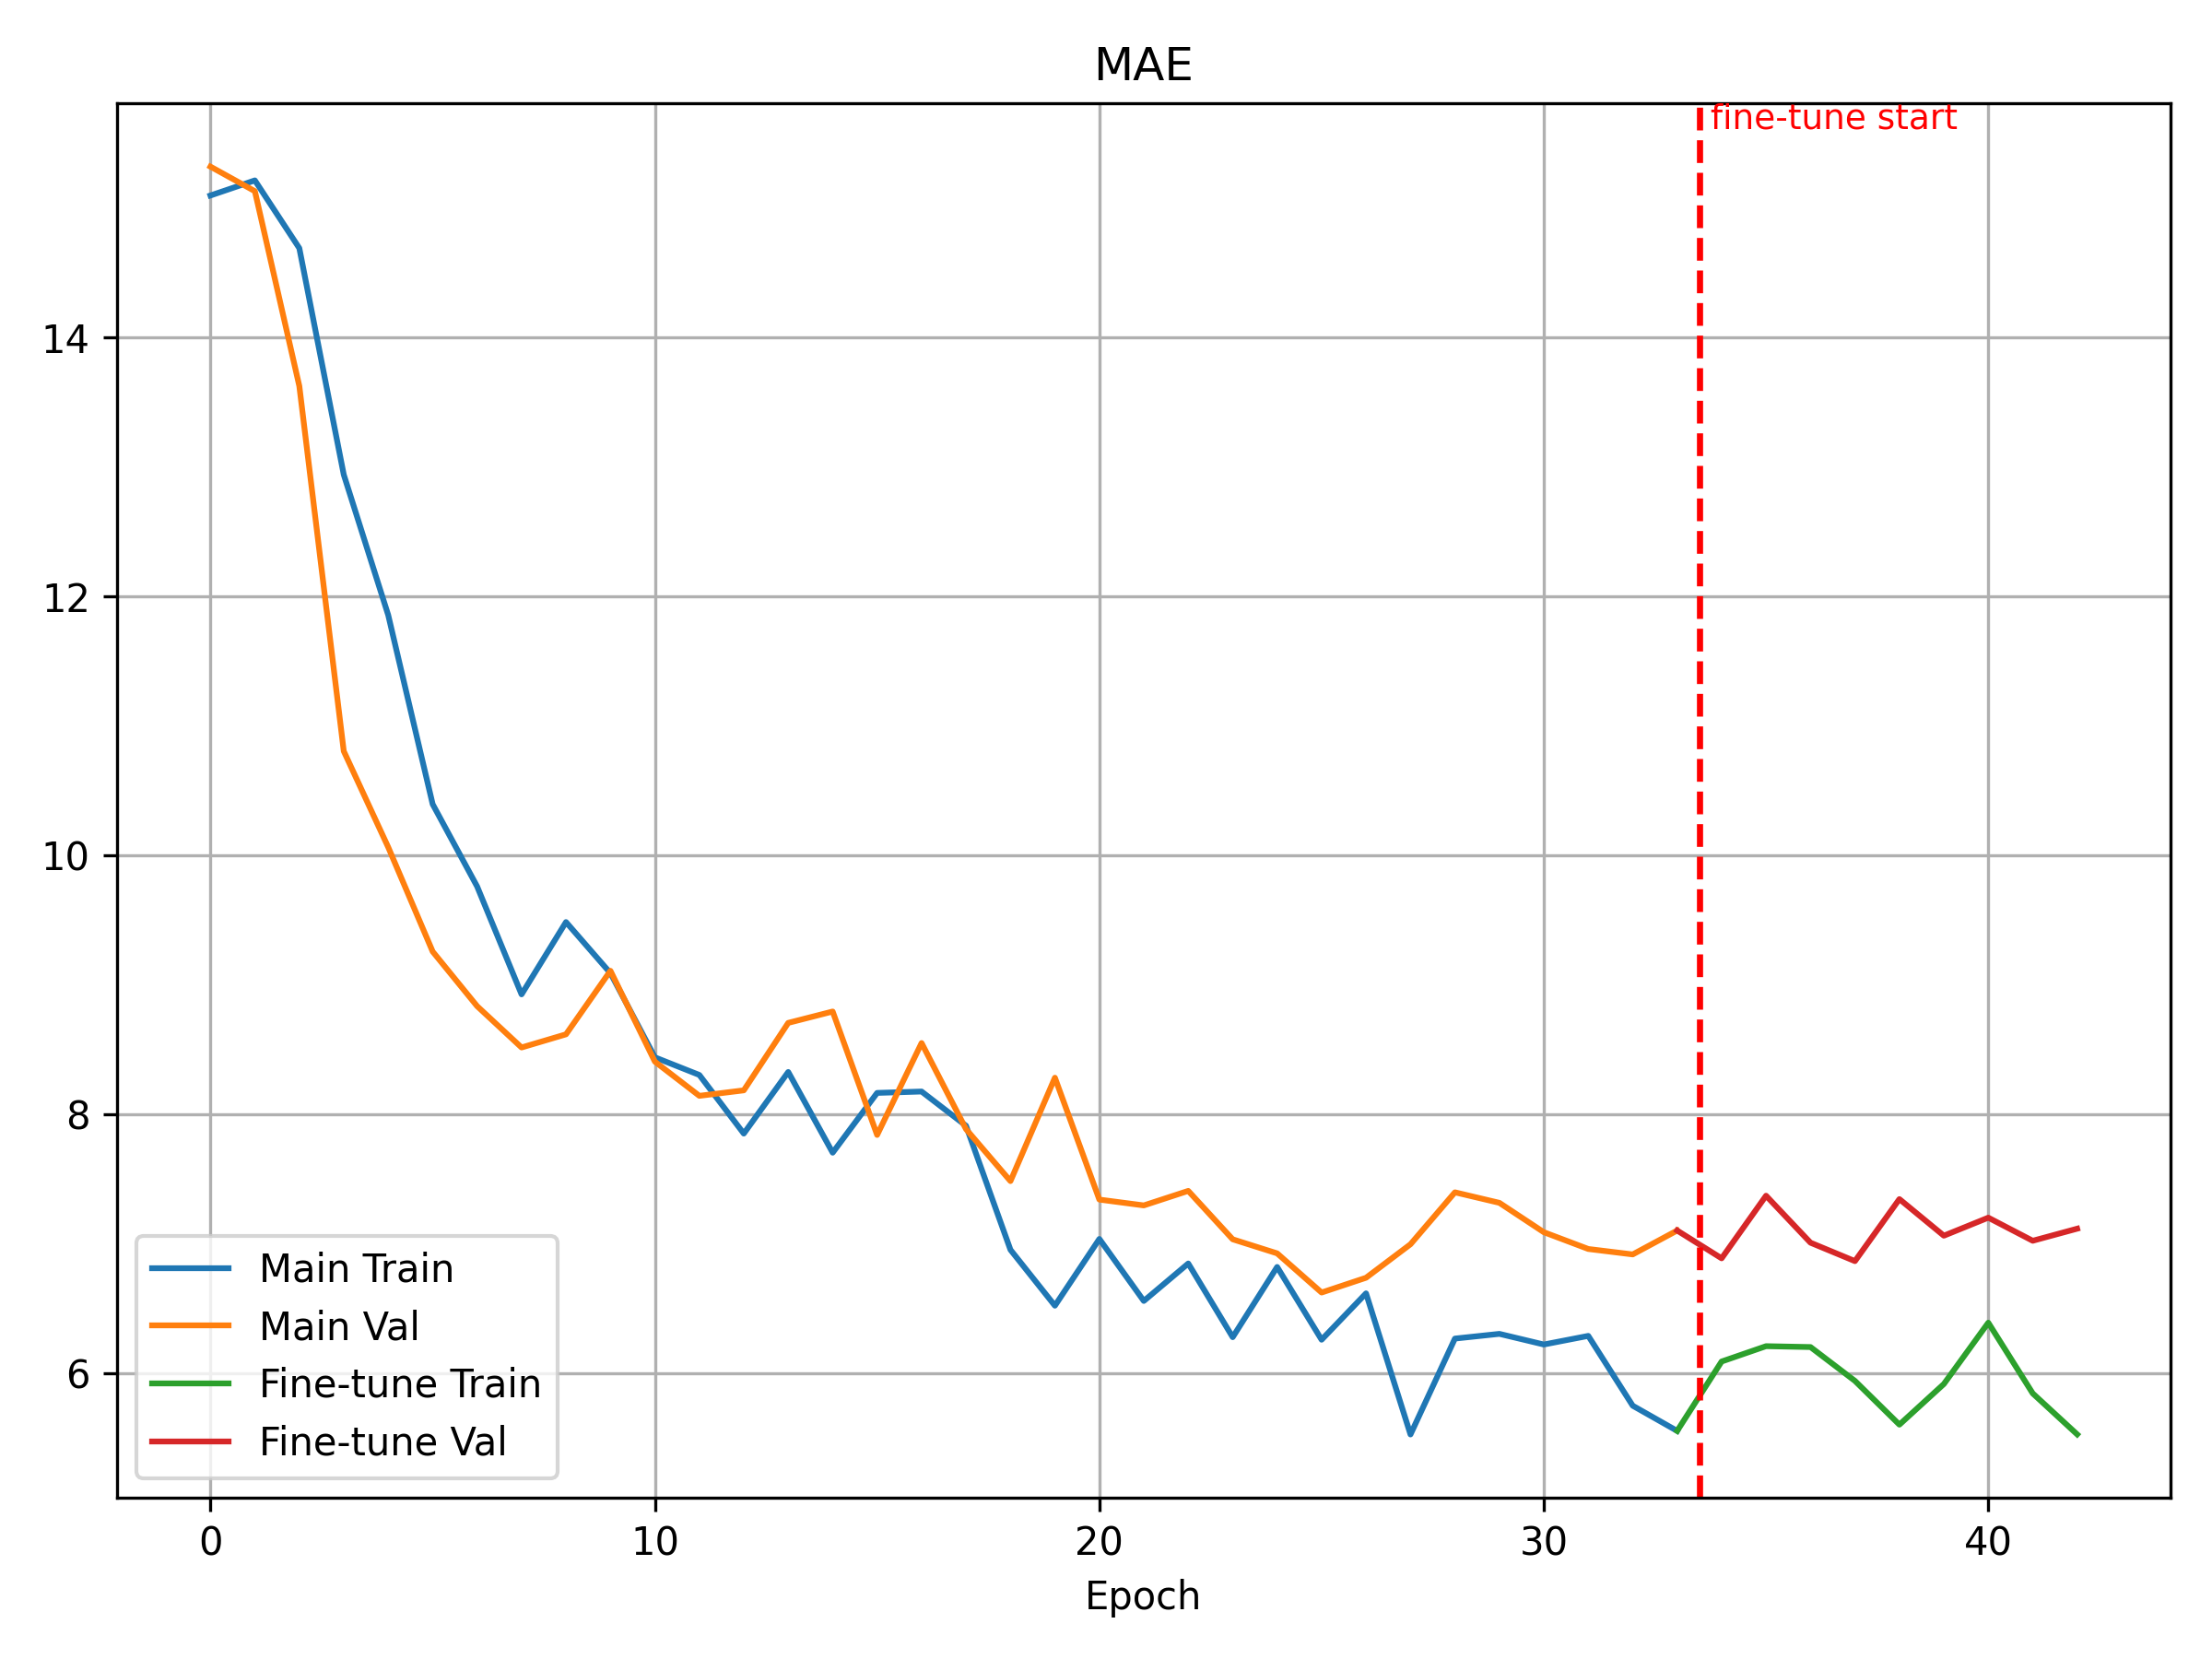 MAE
fine-tune start
14
12
10
8
6
Main Train
Main Val
Fine-tune Train
Fine-tune Val
0 10 20 30 40
Epoch